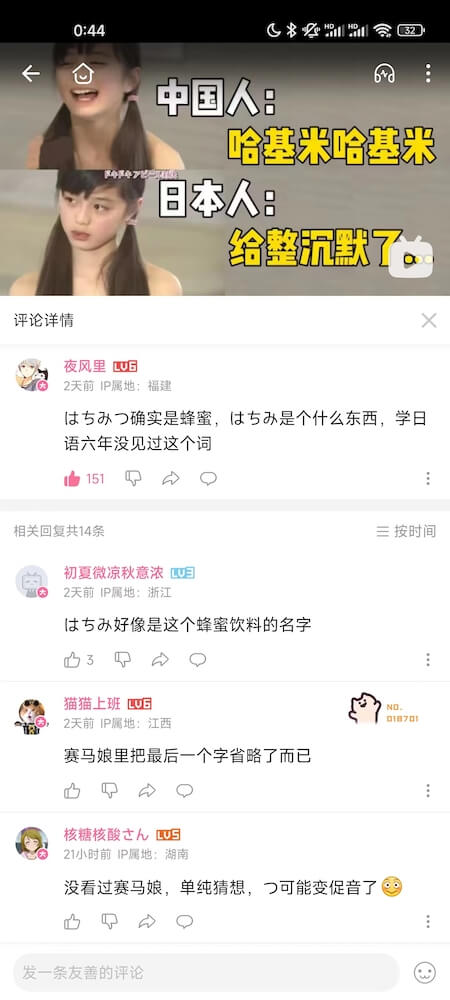 0:44
HD
HD
32
中国人：
哈基米哈基米
ドキドキアピール
日本人：
给整沉默了
评论详情
夜风里 LV6
2天前 IP属地：福建
はちみつ确实是蜂蜜，はちみ是个什么东西，学日
语六年没见过这个词
151
相关回复共14条
按时间
初夏微凉秋意浓 LV3
2天前 IP属地：浙江
はちみ好像是这个蜂蜜饮料的名字
3
猫猫上班 LV6
NO.
018701
2天前 IP属地：江西
赛马娘里把最后一个字省略了而已
核糖核酸さん LV5
21小时前 IP属地：湖南
没看过赛马娘，单纯猜想，つ可能变促音了
发一条友善的评论